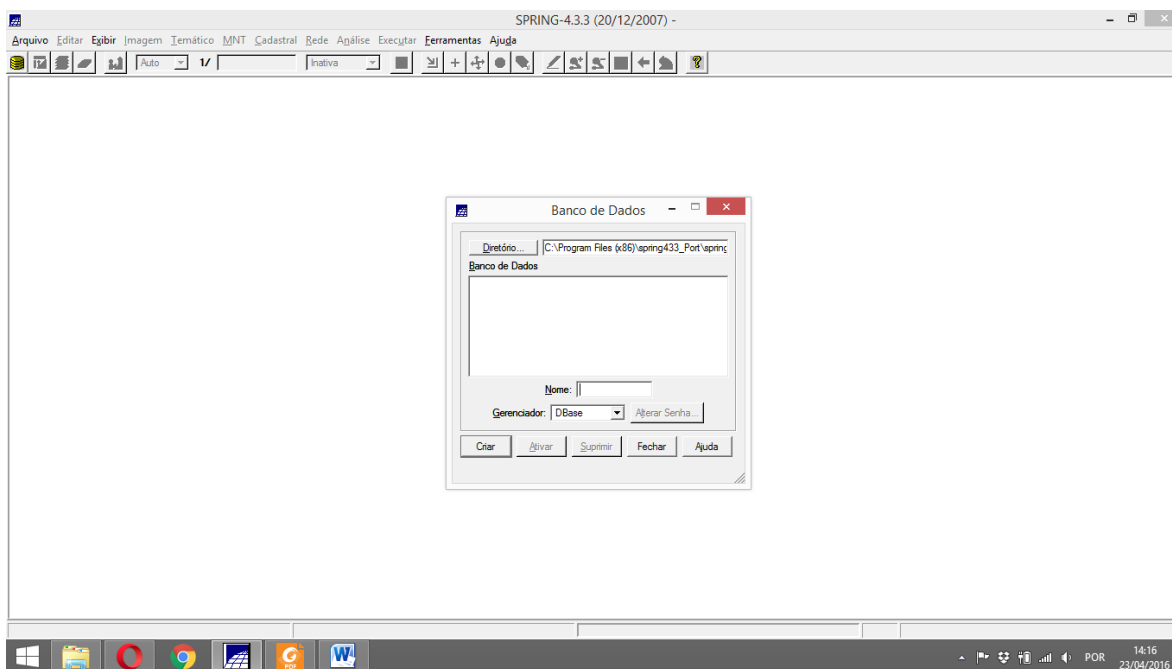 SPRING-4.3.3 (20/12/2007) -
Arquivo Editar Exibir Imagem Temático MNT Cadastral Rede Análise Executar Ferramentas Ajuda
Auto 1/ Inativa
Banco de Dados
Diretório... C:\Program Files (x86)\spring433_Port\spring
Banco de Dados
Nome:
Gerenciador: DBase Alterar Senha...
Criar Ativar Suprimir Fechar Ajuda
G PDF W POR 14:16
23/04/2016